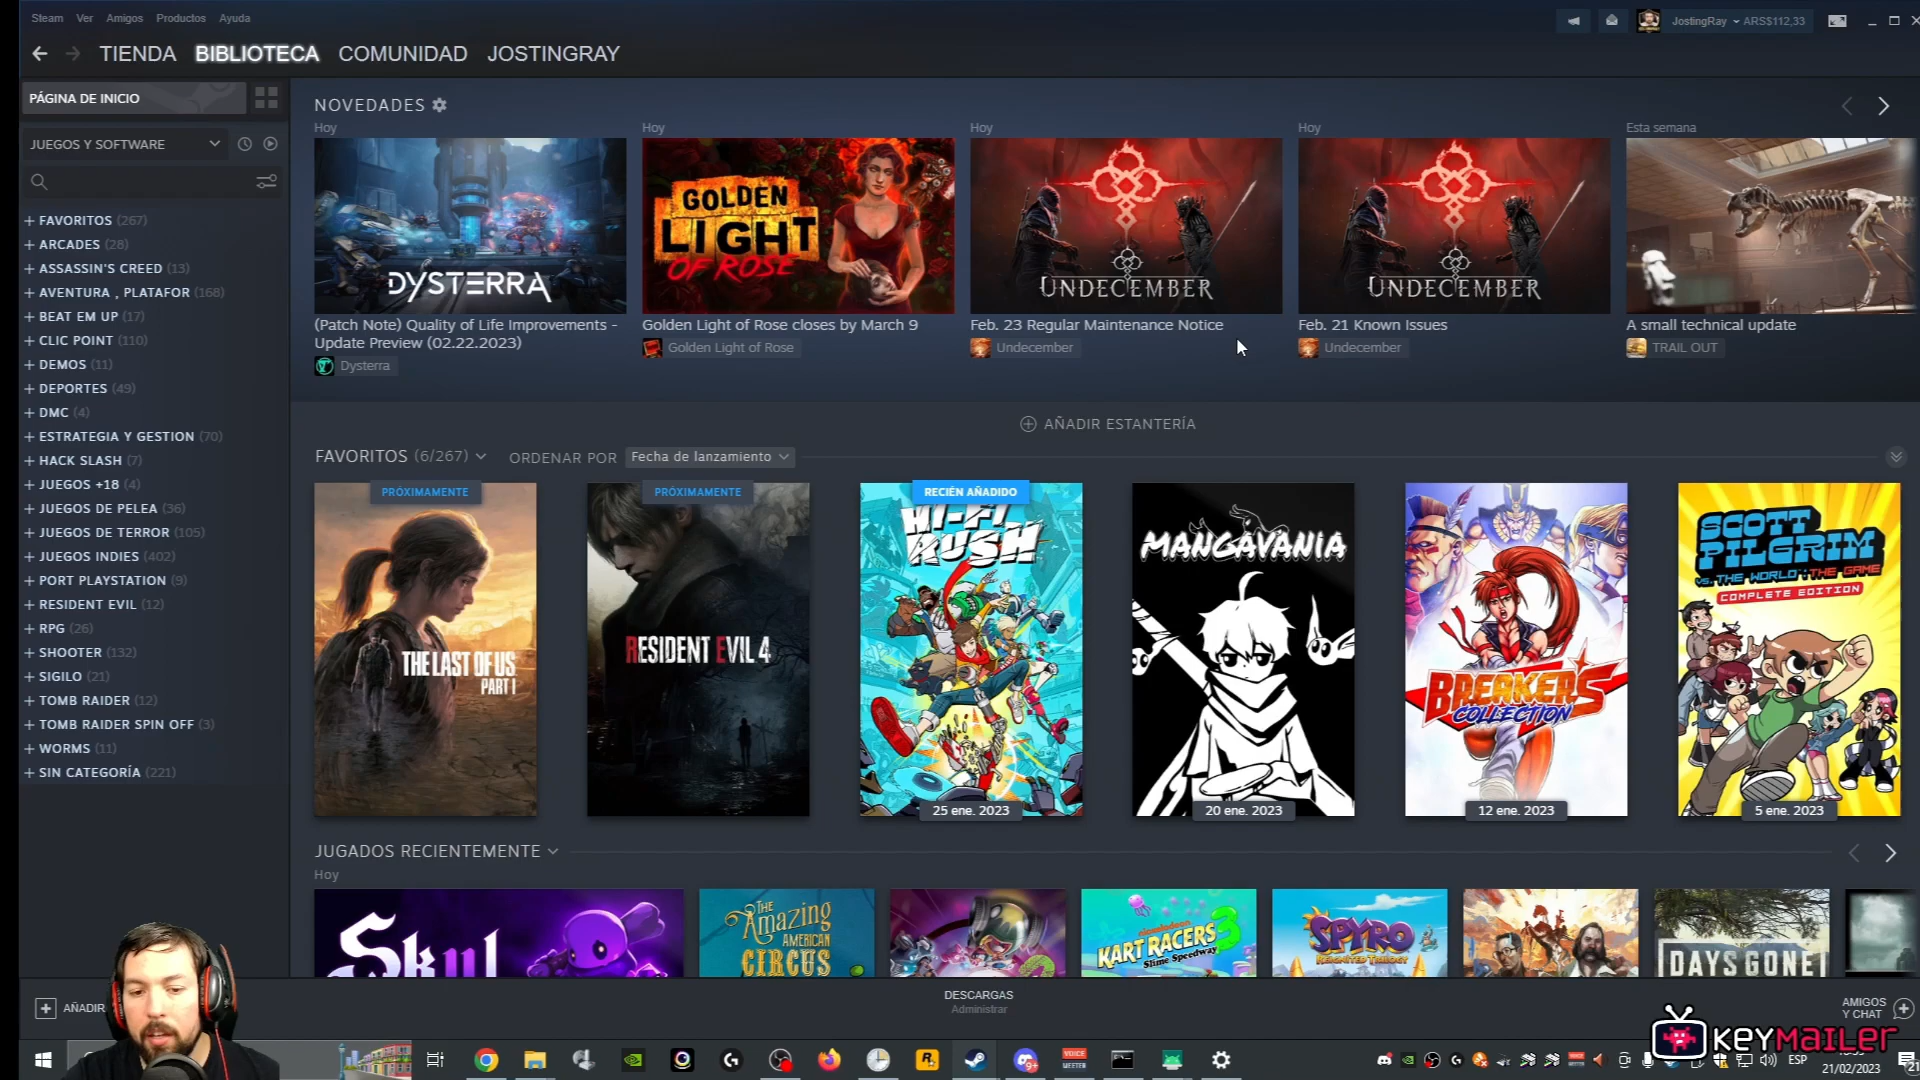 Steam Ver Amigos Productos Ayuda
JostingRay ARS$112,33
TIENDA BIBLIOTECA COMUNIDAD JOSTINGRAY
PÁGINA DE INICIO
JUEGOS Y SOFTWARE
+ FAVORITOS (267)
+ ARCADES (28)
+ ASSASSIN'S CREED (13)
+ AVENTURA , PLATAFOR (168)
+ BEAT EM UP (17)
+ CLIC POINT (110)
+ DEMOS (11)
+ DEPORTES (49)
+ DMC (4)
+ ESTRATEGIA Y GESTION (70)
+ HACK SLASH (7)
+ JUEGOS +18 (4)
+ JUEGOS DE PELEA (36)
+ JUEGOS DE TERROR (105)
+ JUEGOS INDIES (402)
+ PORT PLAYSTATION (9)
+ RESIDENT EVIL (12)
+ RPG (26)
+ SHOOTER (132)
+ SIGILO (21)
+ TOMB RAIDER (12)
+ TOMB RAIDER SPIN OFF (3)
+ WORMS (11)
+ SIN CATEGORÍA (221)
NOVEDADES
Hoy
DYSTERRA
(Patch Note) Quality of Life Improvements -
Update Preview (02.22.2023)
Dysterra
Hoy
GOLDEN
LIGHT
OF ROSE
Golden Light of Rose closes by March 9
Golden Light of Rose
Hoy
UNDECEMBER
Feb. 23 Regular Maintenance Notice
Undecember
Hoy
UNDECEMBER
Feb. 21 Known Issues
Undecember
Esta semana
A small technical update
TRAIL OUT
AÑADIR ESTANTERÍA
FAVORITOS (6/267) ORDENAR POR Fecha de lanzamiento
PRÓXIMAMENTE
THE LAST OF US
PART I
PRÓXIMAMENTE
RESIDENT EVIL 4
RECIÉN AÑADIDO
HI-FI
RUSH
25 ene. 2023
MANGAVANIA
20 ene. 2023
BREAKERS
COLLECTION
12 ene. 2023
SCOTT
PILGRIM
VS. THE WORLD: THE GAME
COMPLETE EDITION
5 ene. 2023
JUGADOS RECIENTEMENTE
Hoy
Skul
THE
Amazing
AMERICAN
CIRCUS
nickelodeon
KART RACERS 3
Slime Speedway
SPYRO
REIGNITED TRILOGY
DAYS GONE
AÑADIR
DESCARGAS
Administrar
AMIGOS
Y CHAT
KEYMAILER
VOICE
MEETER
9+
ESP
21/02/2023
21